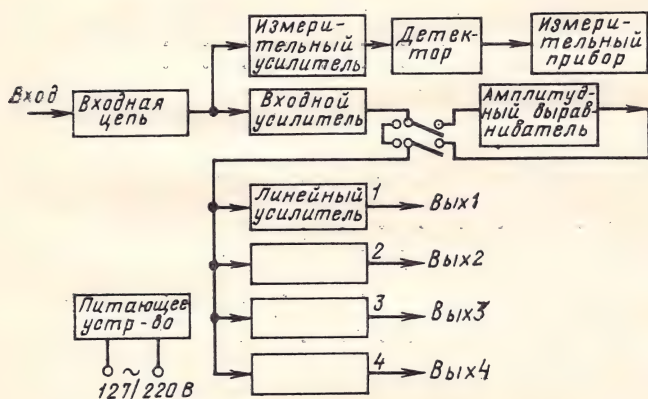 Измери-
тельный
усилитель
Детек-
тор
Измери-
тельный
прибор
Вход
Входная
цепь
Входной
усилитель
Амплитуд-
ный вырав-
ниватель
Линейный
усилитель
1
Вых1
2
Вых2
Питающее
устр-во
3
Вых3
4
Вых4
~
127/220 В